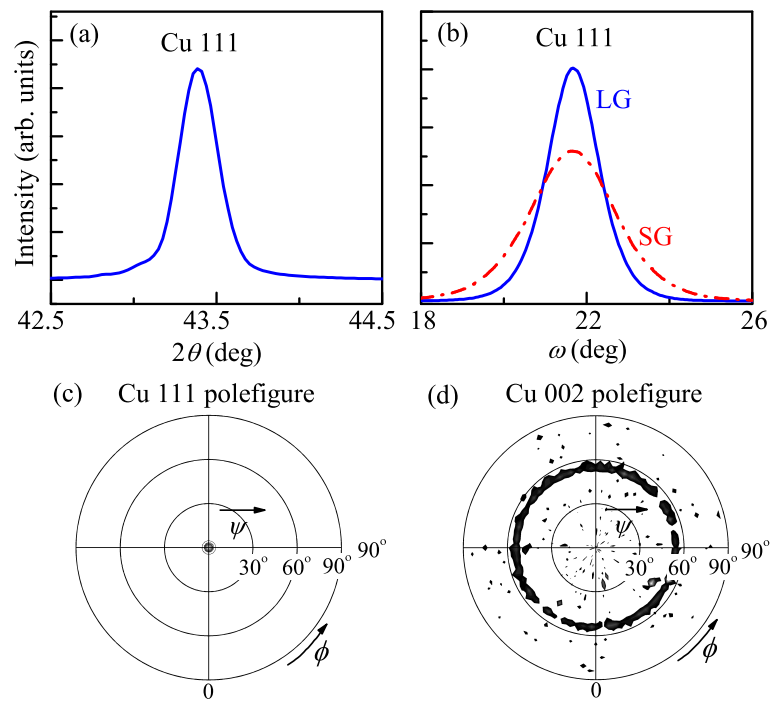 (a)
Cu 111
Intensity (arb. units)
42.5 43.5 44.5
2θ (deg)
(b)
Cu 111
LG
SG
18 22 26
ω (deg)
(c) Cu 111 polefigure
ψ
30° 60° 90° 90°
ϕ
0
(d) Cu 002 polefigure
ψ
30° 60° 90° 90°
ϕ
0